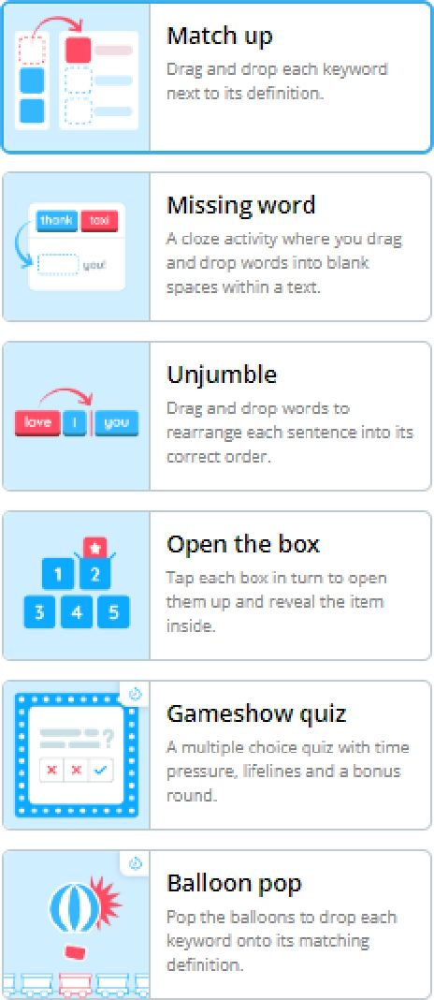 Match up
Drag and drop each keyword
next to its definition.
thank taxi
you!
Missing word
A cloze activity where you drag
and drop words into blank
spaces within a text.
love I you
Unjumble
Drag and drop words to
rearrange each sentence into its
correct order.
1 2
3 4 5
Open the box
Tap each box in turn to open
them up and reveal the item
inside.
?
Gameshow quiz
A multiple choice quiz with time
pressure, lifelines and a bonus
round.
Balloon pop
Pop the balloons to drop each
keyword onto its matching
definition.